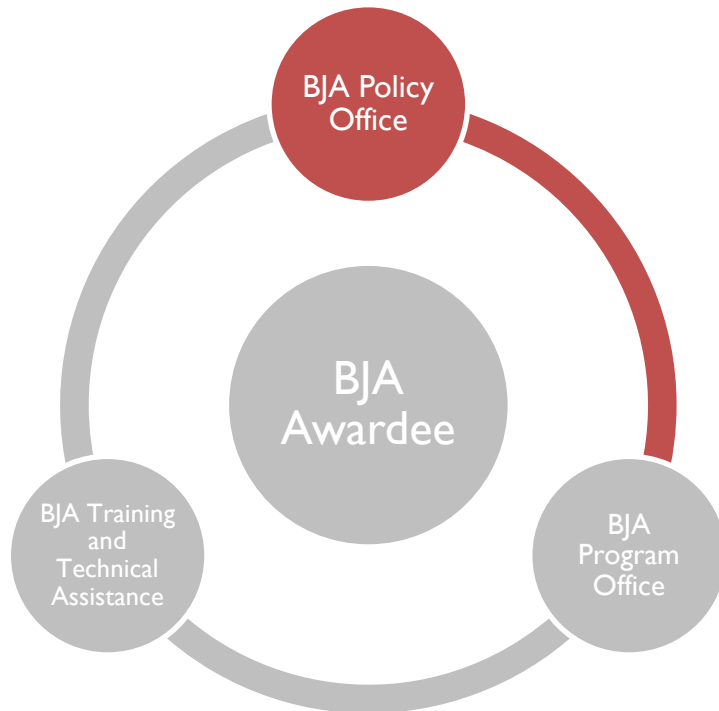 BJA Policy
Office
BJA
Awardee
BJA Training
and
Technical
Assistance
BJA
Program
Office